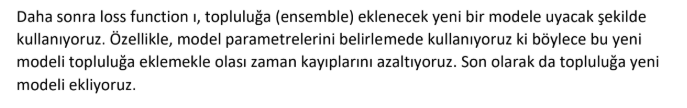 Daha sonra loss function ı, topluluğa (ensemble) eklenecek yeni bir modele uyacak şekilde
kullanıyoruz. Özellikle, model parametrelerini belirlemede kullanıyoruz ki böylece bu yeni
modeli topluluğa eklemekle olası zaman kayıplarını azaltıyoruz. Son olarak da topluluğa yeni
modeli ekliyoruz.